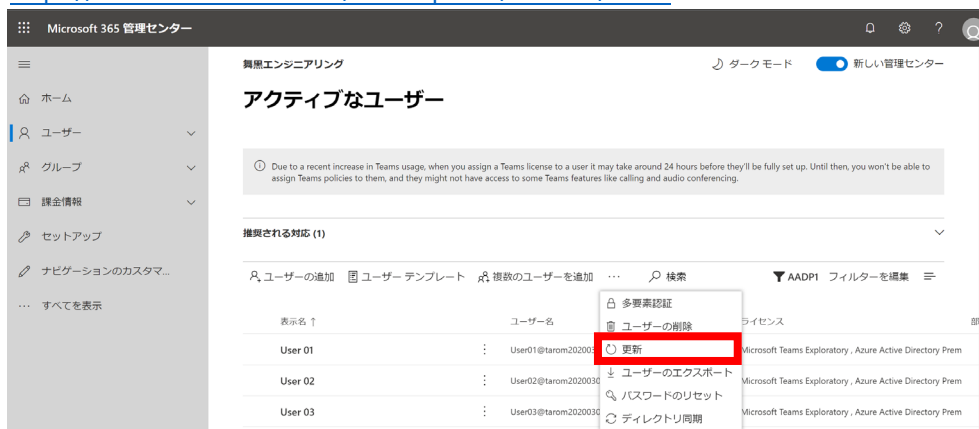 Microsoft 365 管理センター
舞黒エンジニアリング
ダーク モード
新しい管理センター
ホーム
アクティブなユーザー
ユーザー
グループ
Due to a recent increase in Teams usage, when you assign a Teams license to a user it may take around 24 hours before they'll be fully set up. Until then, you won't be able to
assign Teams policies to them, and they might not have access to some Teams features like calling and audio conferencing.
課金情報
セットアップ
推奨される対応 (1)
ナビゲーションのカスタマ...
ユーザーの追加 ユーザー テンプレート 複数のユーザーを追加 ... 検索 AADP1 フィルターを編集
... すべてを表示
多要素認証
ユーザーの削除
更新
ユーザーのエクスポート
パスワードのリセット
ディレクトリ同期
表示名 ↑ ユーザー名 ライセンス 部
User 01 User01@tarom202003 Microsoft Teams Exploratory , Azure Active Directory Prem
User 02 User02@tarom2020030 Microsoft Teams Exploratory , Azure Active Directory Prem
User 03 User03@tarom2020030 Microsoft Teams Exploratory , Azure Active Directory Prem